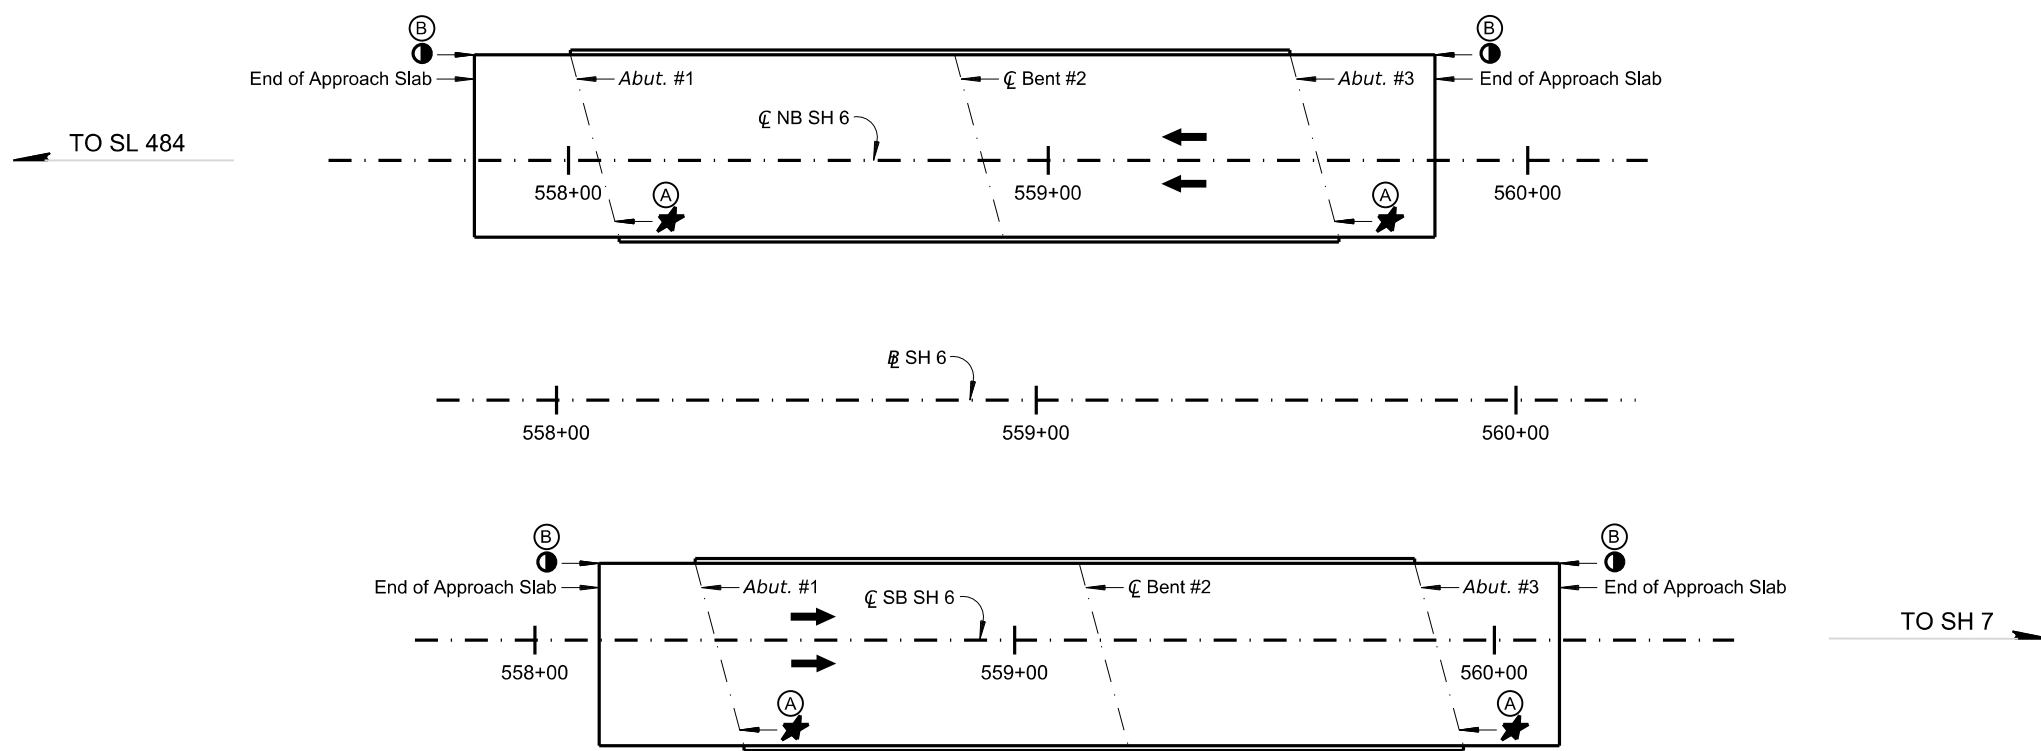 B B
End of Approach Slab Abut. #1 ℄ Bent #2 Abut. #3 End of Approach Slab
℄ NB SH 6
TO SL 484
558+00 559+00 560+00
A A
BL SH 6
558+00 559+00 560+00
B B
End of Approach Slab Abut. #1 ℄ Bent #2 Abut. #3 End of Approach Slab
℄ SB SH 6
TO SH 7
558+00 559+00 560+00
A A